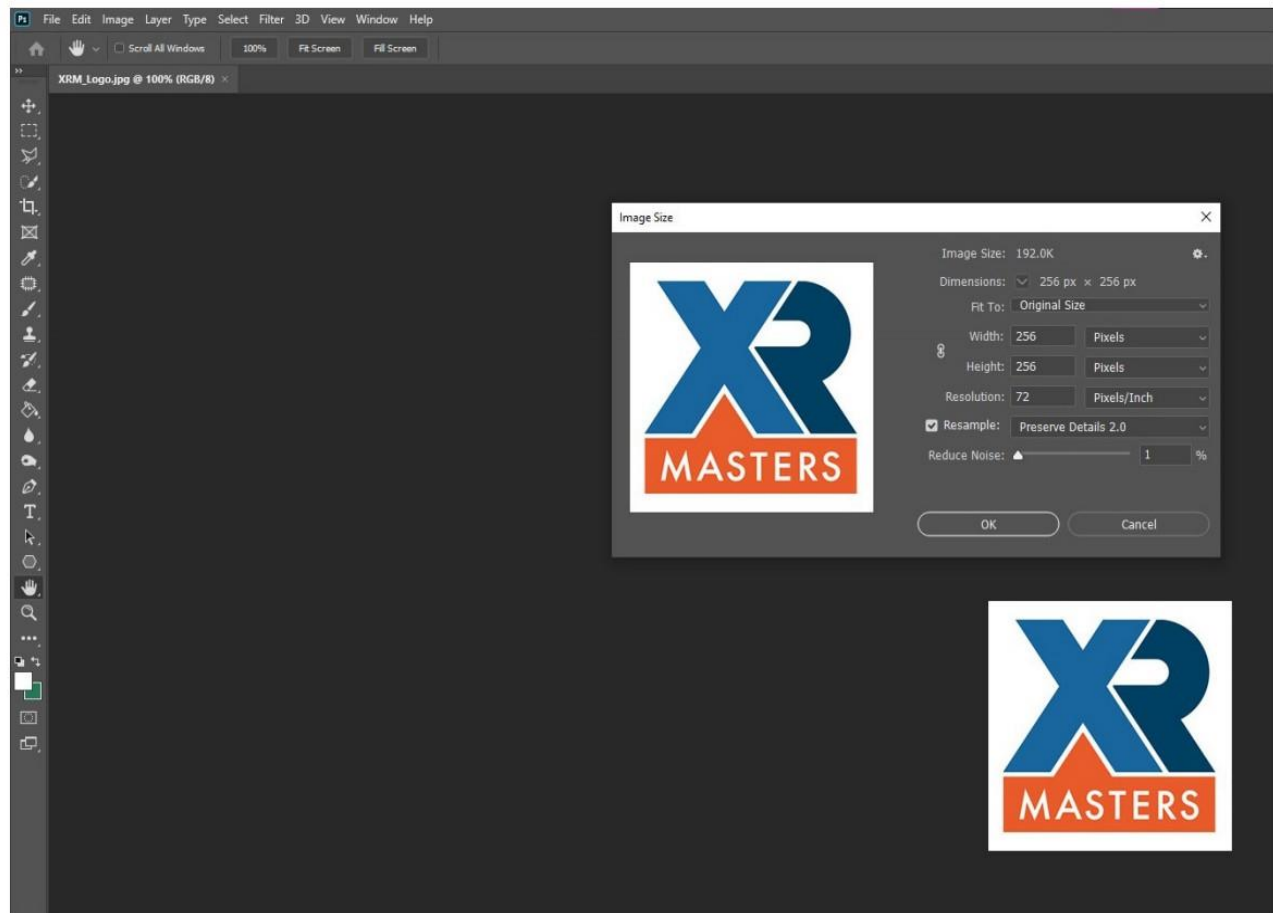 Ps File Edit Image Layer Type Select Filter 3D View Window Help
Scroll All Windows 100% Fit Screen Fill Screen
XRM_Logo.jpg @ 100% (RGB/8) ×
Image Size
Image Size: 192.0K
Dimensions: 256 px × 256 px
Fit To: Original Size
Width: 256 Pixels
Height: 256 Pixels
Resolution: 72 Pixels/Inch
Resample: Preserve Details 2.0
Reduce Noise: 1 %
OK Cancel
XR
MASTERS
XR
MASTERS